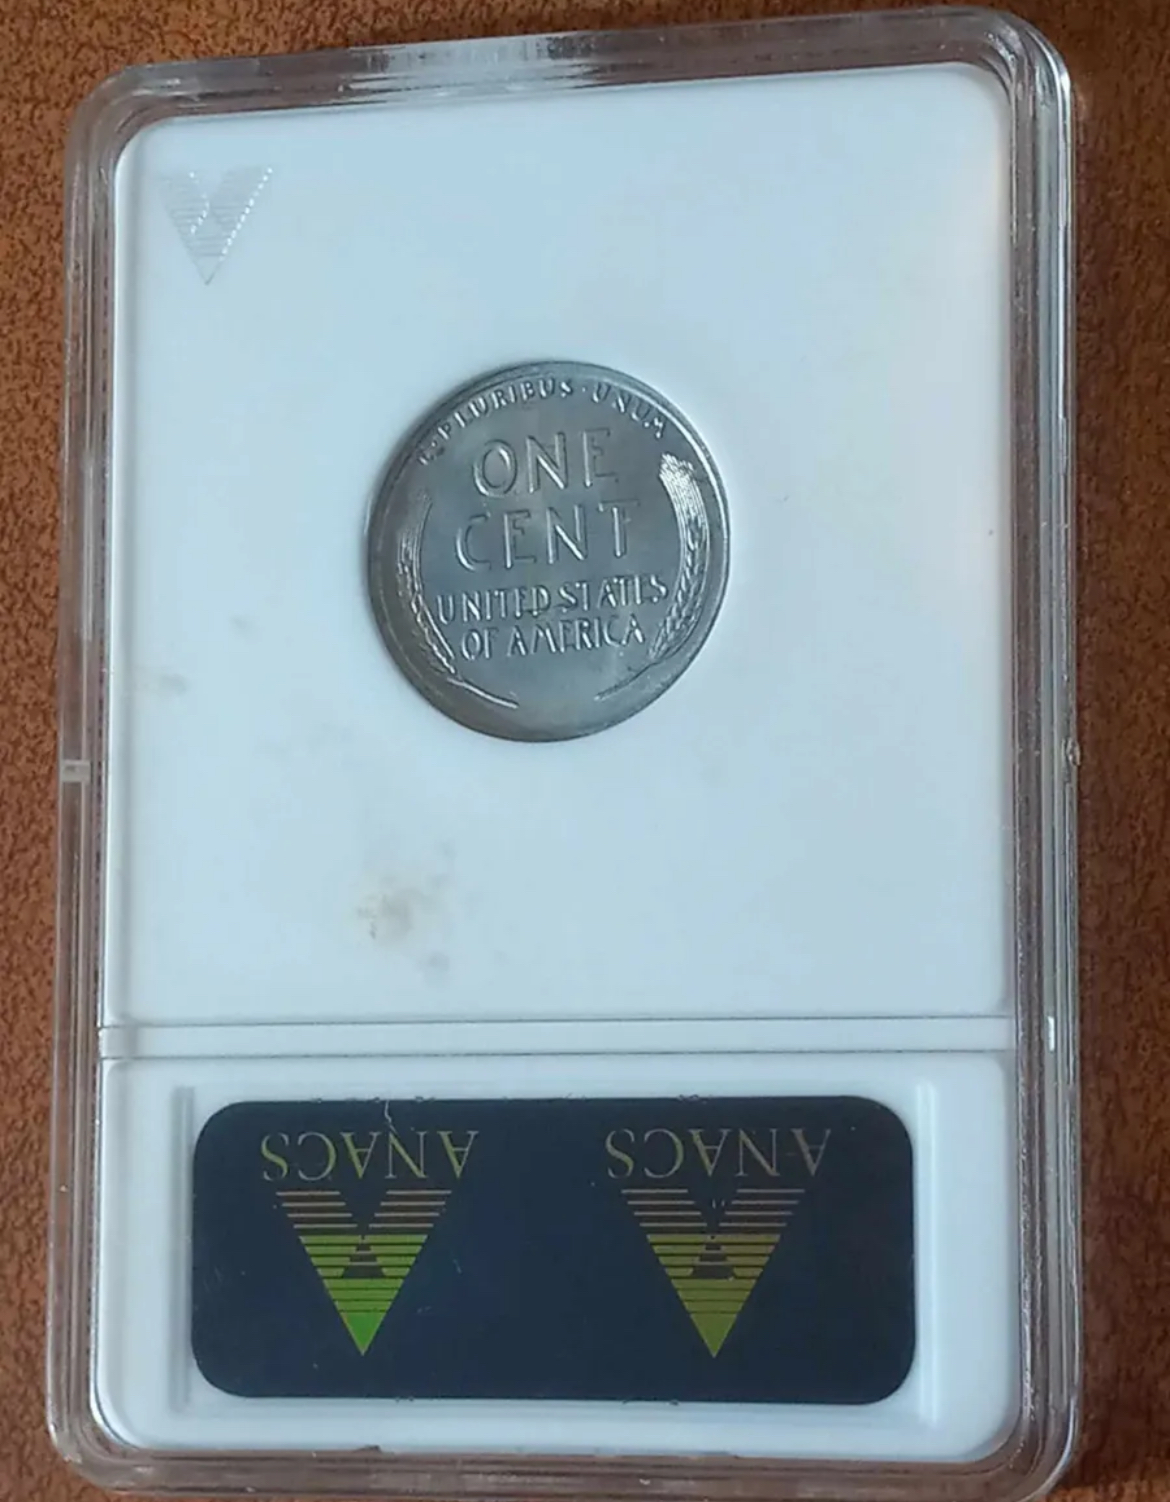 E·PLURIBUS·UNUM
ONE
CENT
UNITED STATES
OF AMERICA
ANACS ANACS